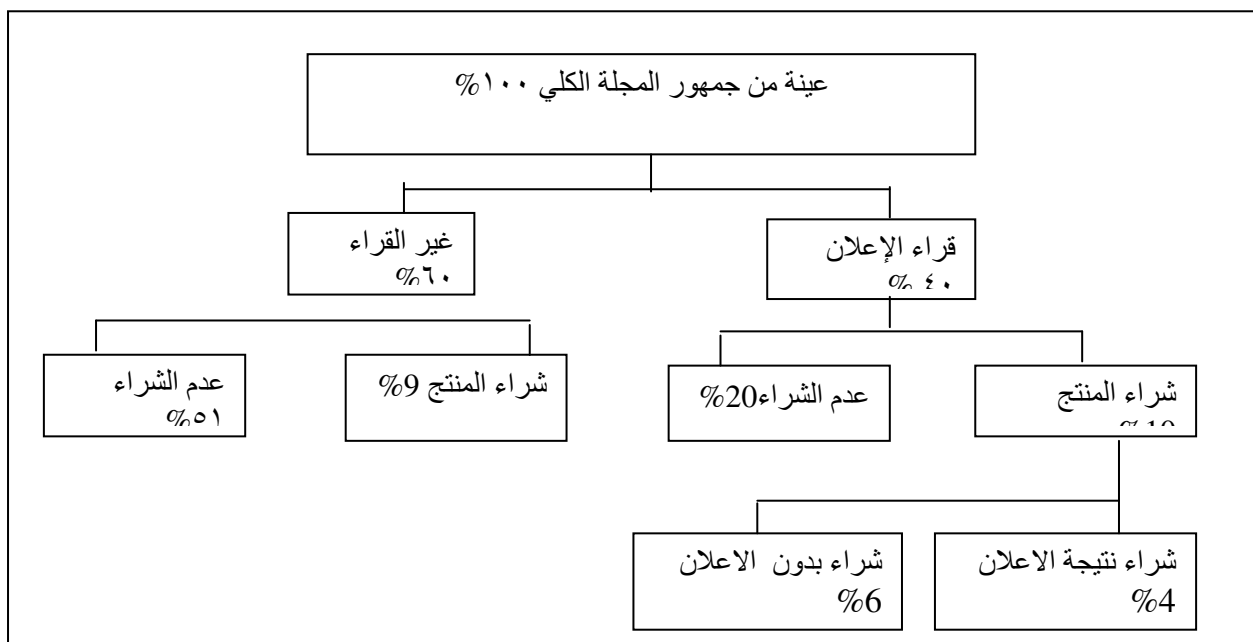 عينة من جمهور المجلة الكلي ١٠٠%
قراء الإعلان
٤٠%
غير القراء
٦٠%
شراء المنتج
عدم الشراء20%
شراء المنتج 9%
عدم الشراء
٥١%
شراء نتيجة الاعلان
4%
شراء بدون الاعلان
6%